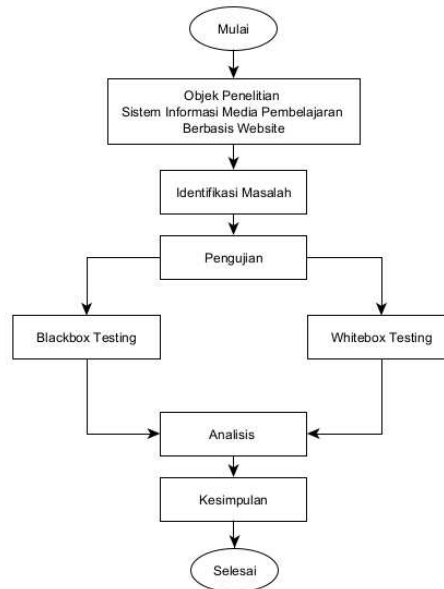 Mulai
Objek Penelitian
Sistem Informasi Media Pembelajaran
Berbasis Website
Identifikasi Masalah
Pengujian
Blackbox Testing
Whitebox Testing
Analisis
Kesimpulan
Selesai